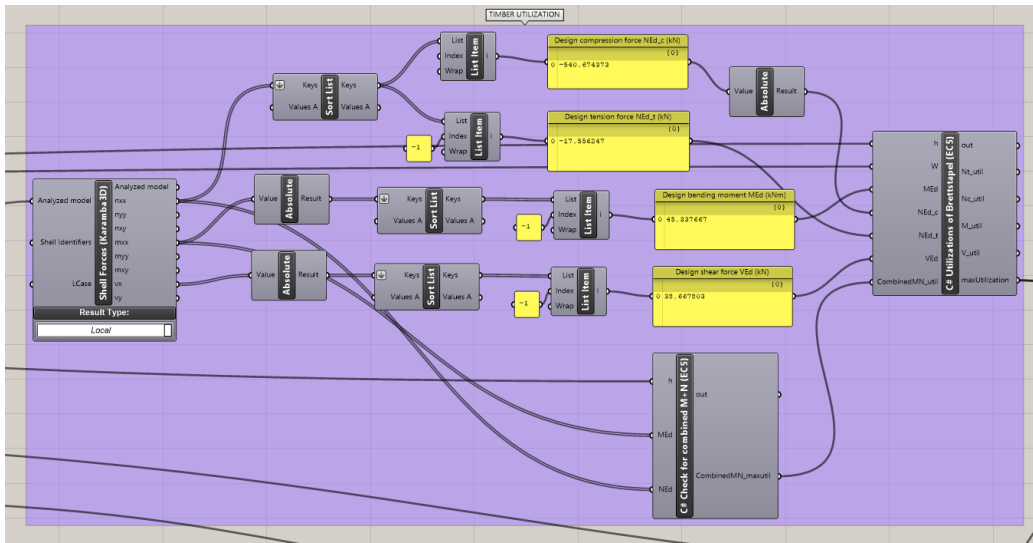 TIMBER UTILIZATION
List
Index
Wrap
List Item
i
Design compression force NEd_c (kN)
{0}
0 -540.674373
Keys
Values A
Sort List
Keys
Values A
Value
Absolute
Result
-1
List
Index
Wrap
List Item
i
Design tension force NEd_t (kN)
{0}
0 -17.556247
h
W
MEd
NEd_c
NEd_t
VEd
CombinedMN_util
C# Utilizations of Brettstapel (EC5)
out
Nt_util
Nc_util
M_util
V_util
maxUtilization
Analyzed model
Shell Identifiers
LCase
Shell Forces (Karamba3D)
Analyzed model
nxx
nyy
nxy
mxx
myy
mxy
vx
vy
Result Type:
Local
Value
Absolute
Result
Keys
Values A
Sort List
Keys
Values A
-1
List
Index
Wrap
List Item
i
Design bending moment MEd (kNm)
{0}
0 45.337667
Value
Absolute
Result
Keys
Values A
Sort List
Keys
Values A
-1
List
Index
Wrap
List Item
i
Design shear force VEd (kN)
{0}
0 38.667803
h
MEd
NEd
C# Check for combined M+N (EC5)
out
CombinedMN_maxutil